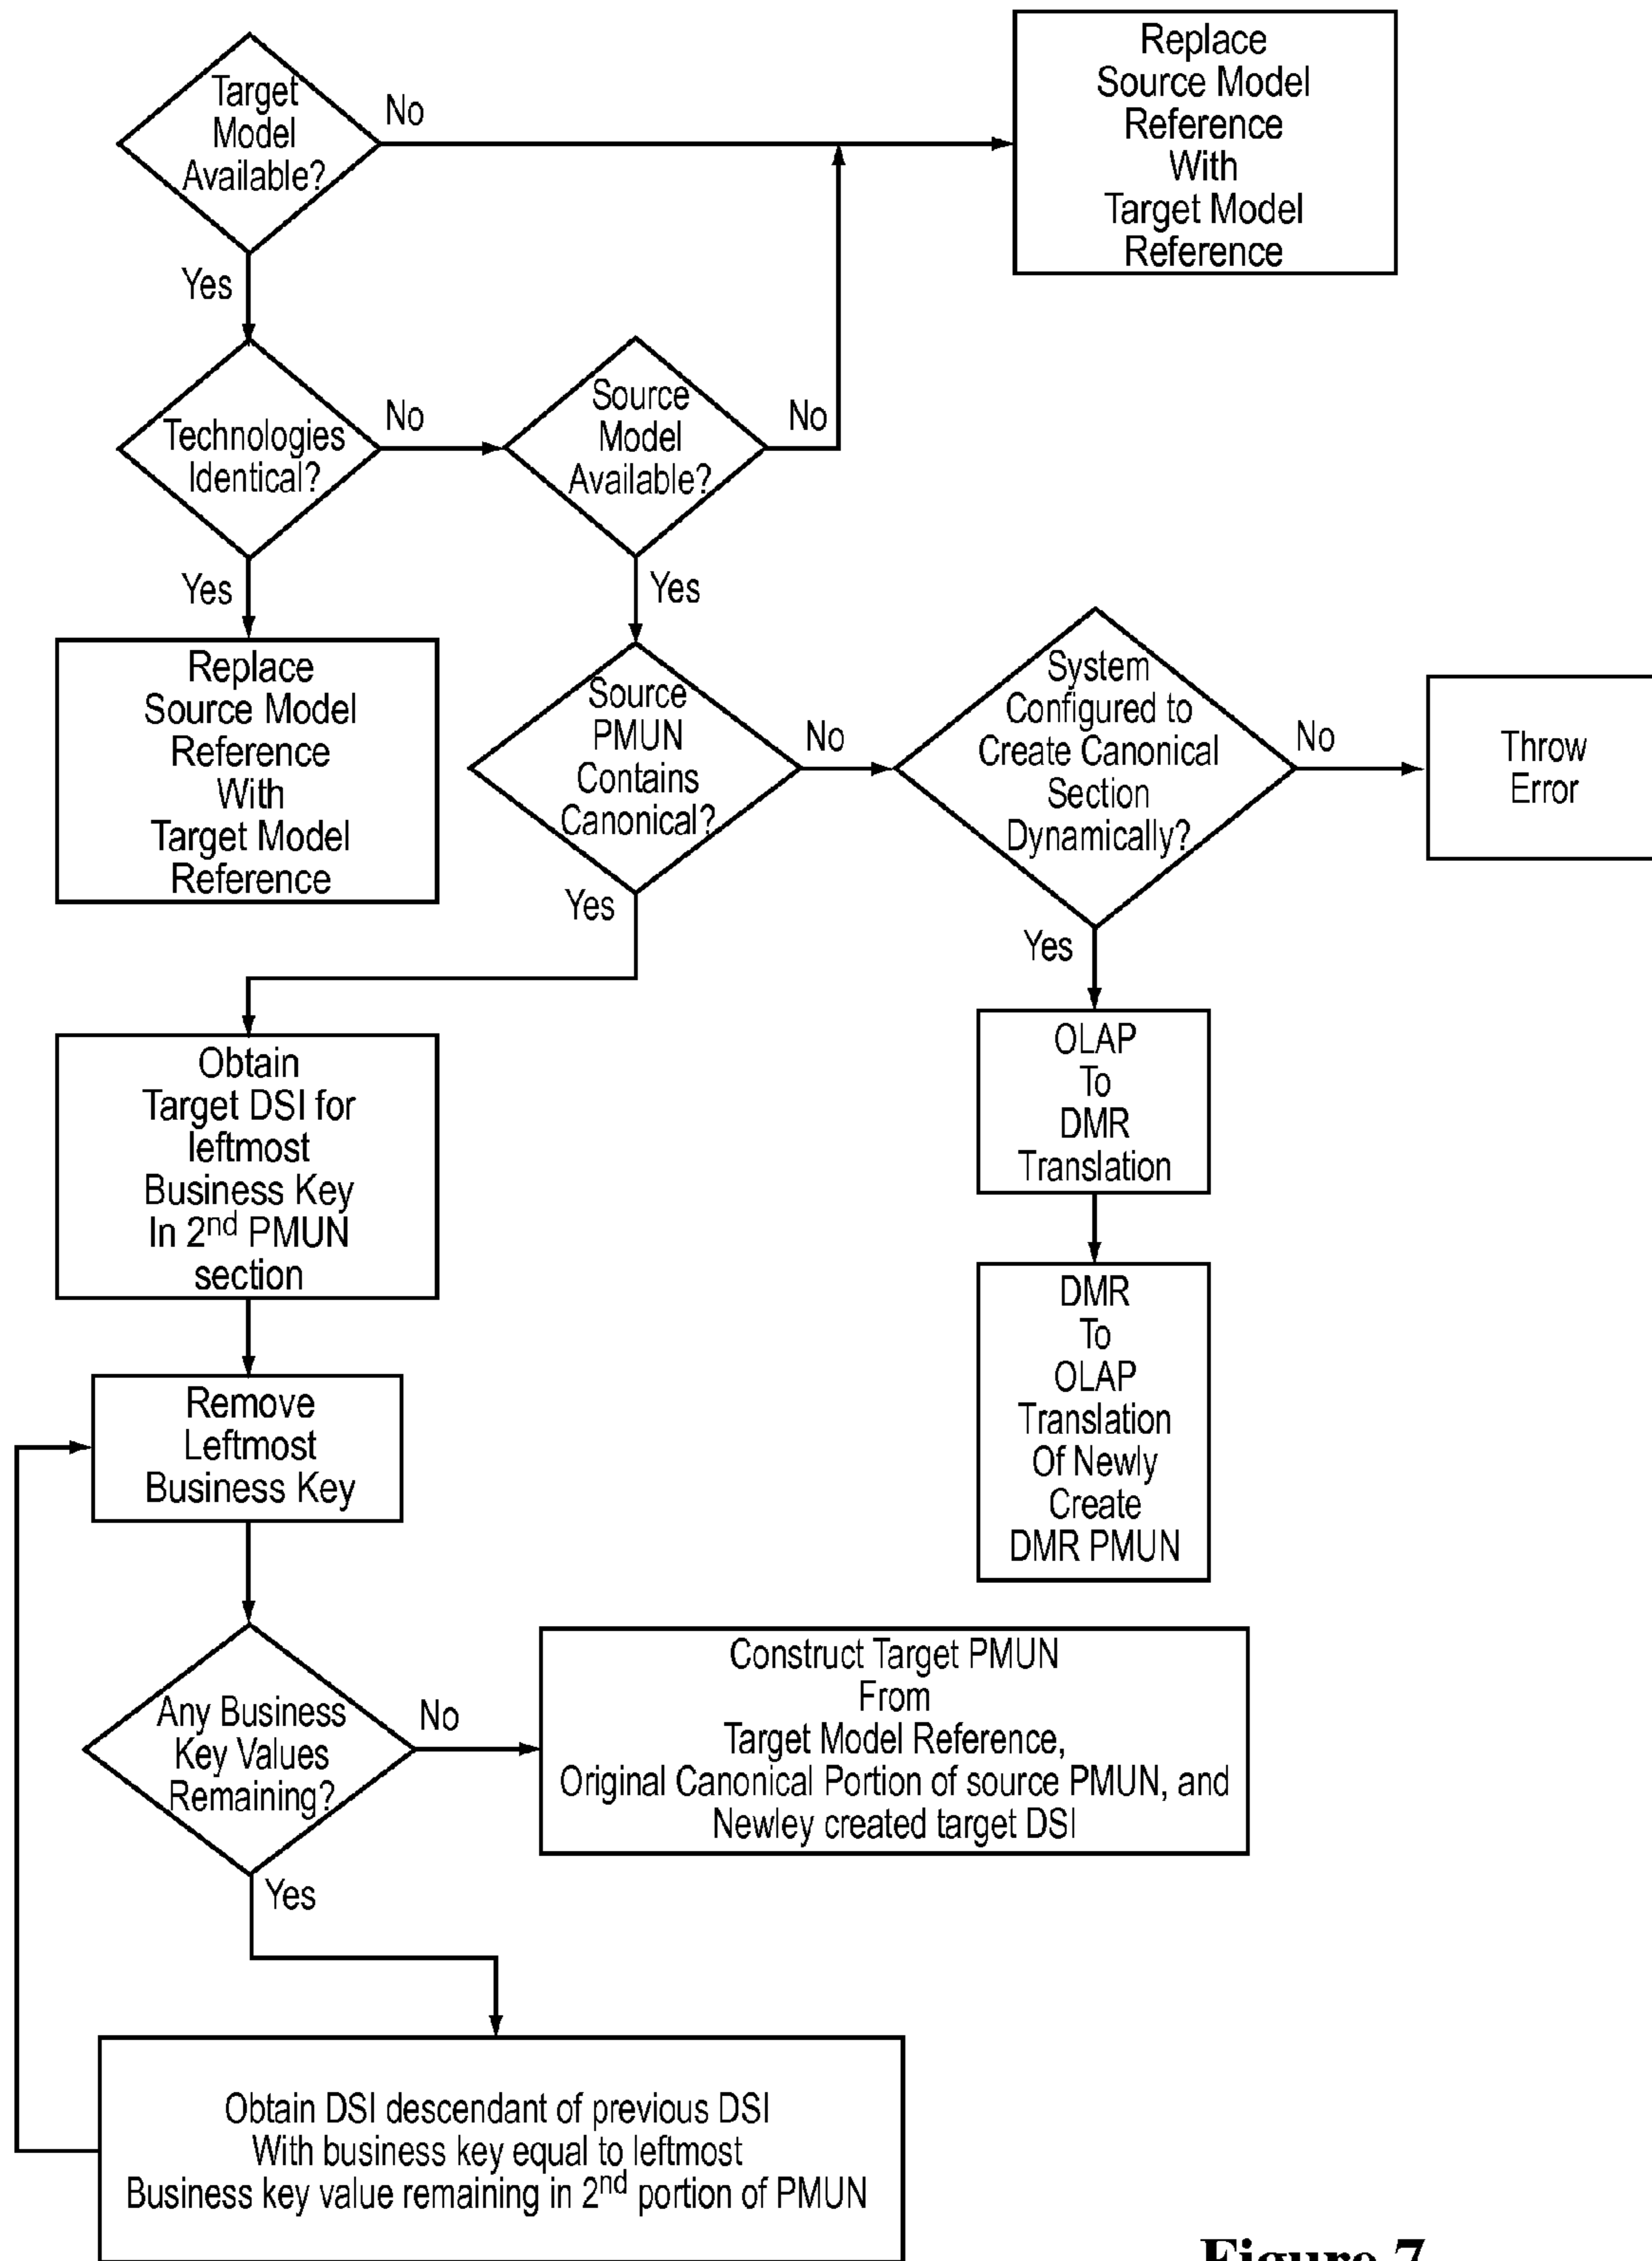 Target
Model
Available?
No
Replace
Source Model
Reference
With
Target Model
Reference
Yes
Technologies
Identical?
No
Source
Model
Available?
No
Yes
Yes
Replace
Source Model
Reference
With
Target Model
Reference
Source
PMUN
Contains
Canonical?
No
System
Configured to
Create Canonical
Section
Dynamically?
No
Throw
Error
Yes
Yes
Obtain
Target DSI for
leftmost
Business Key
In 2nd PMUN
section
OLAP
To
DMR
Translation
Remove
Leftmost
Business Key
DMR
To
OLAP
Translation
Of Newly
Create
DMR PMUN
Any Business
Key Values
Remaining?
No
Construct Target PMUN
From
Target Model Reference,
Original Canonical Portion of source PMUN, and
Newley created target DSI
Yes
Obtain DSI descendant of previous DSI
With business key equal to leftmost
Business key value remaining in 2nd portion of PMUN
Figure 7